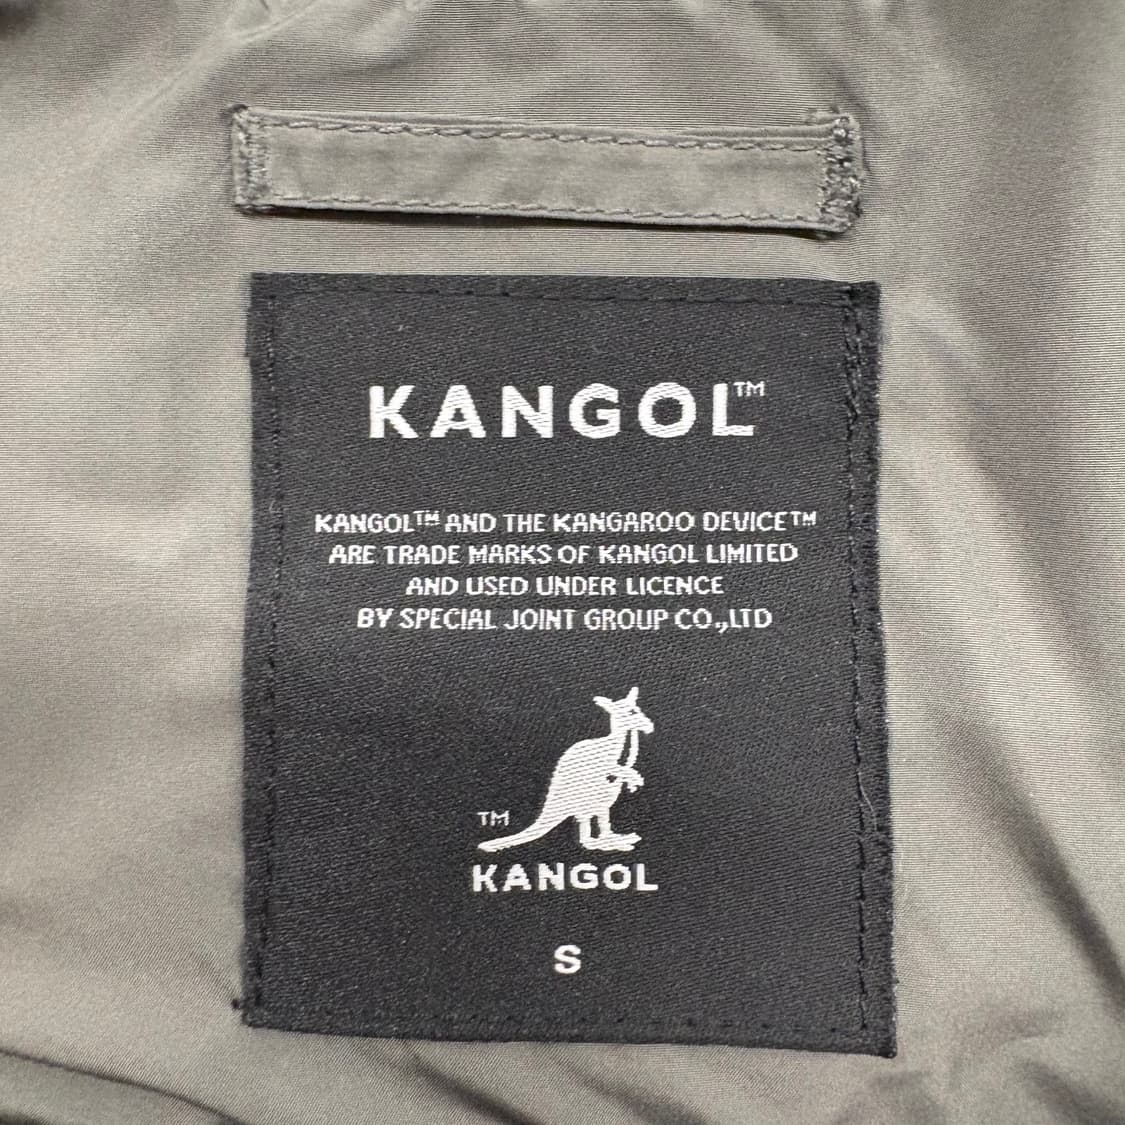 KANGOL™
KANGOL™ AND THE KANGAROO DEVICE™
ARE TRADE MARKS OF KANGOL LIMITED
AND USED UNDER LICENCE
BY SPECIAL JOINT GROUP CO.,LTD
TM
KANGOL
S